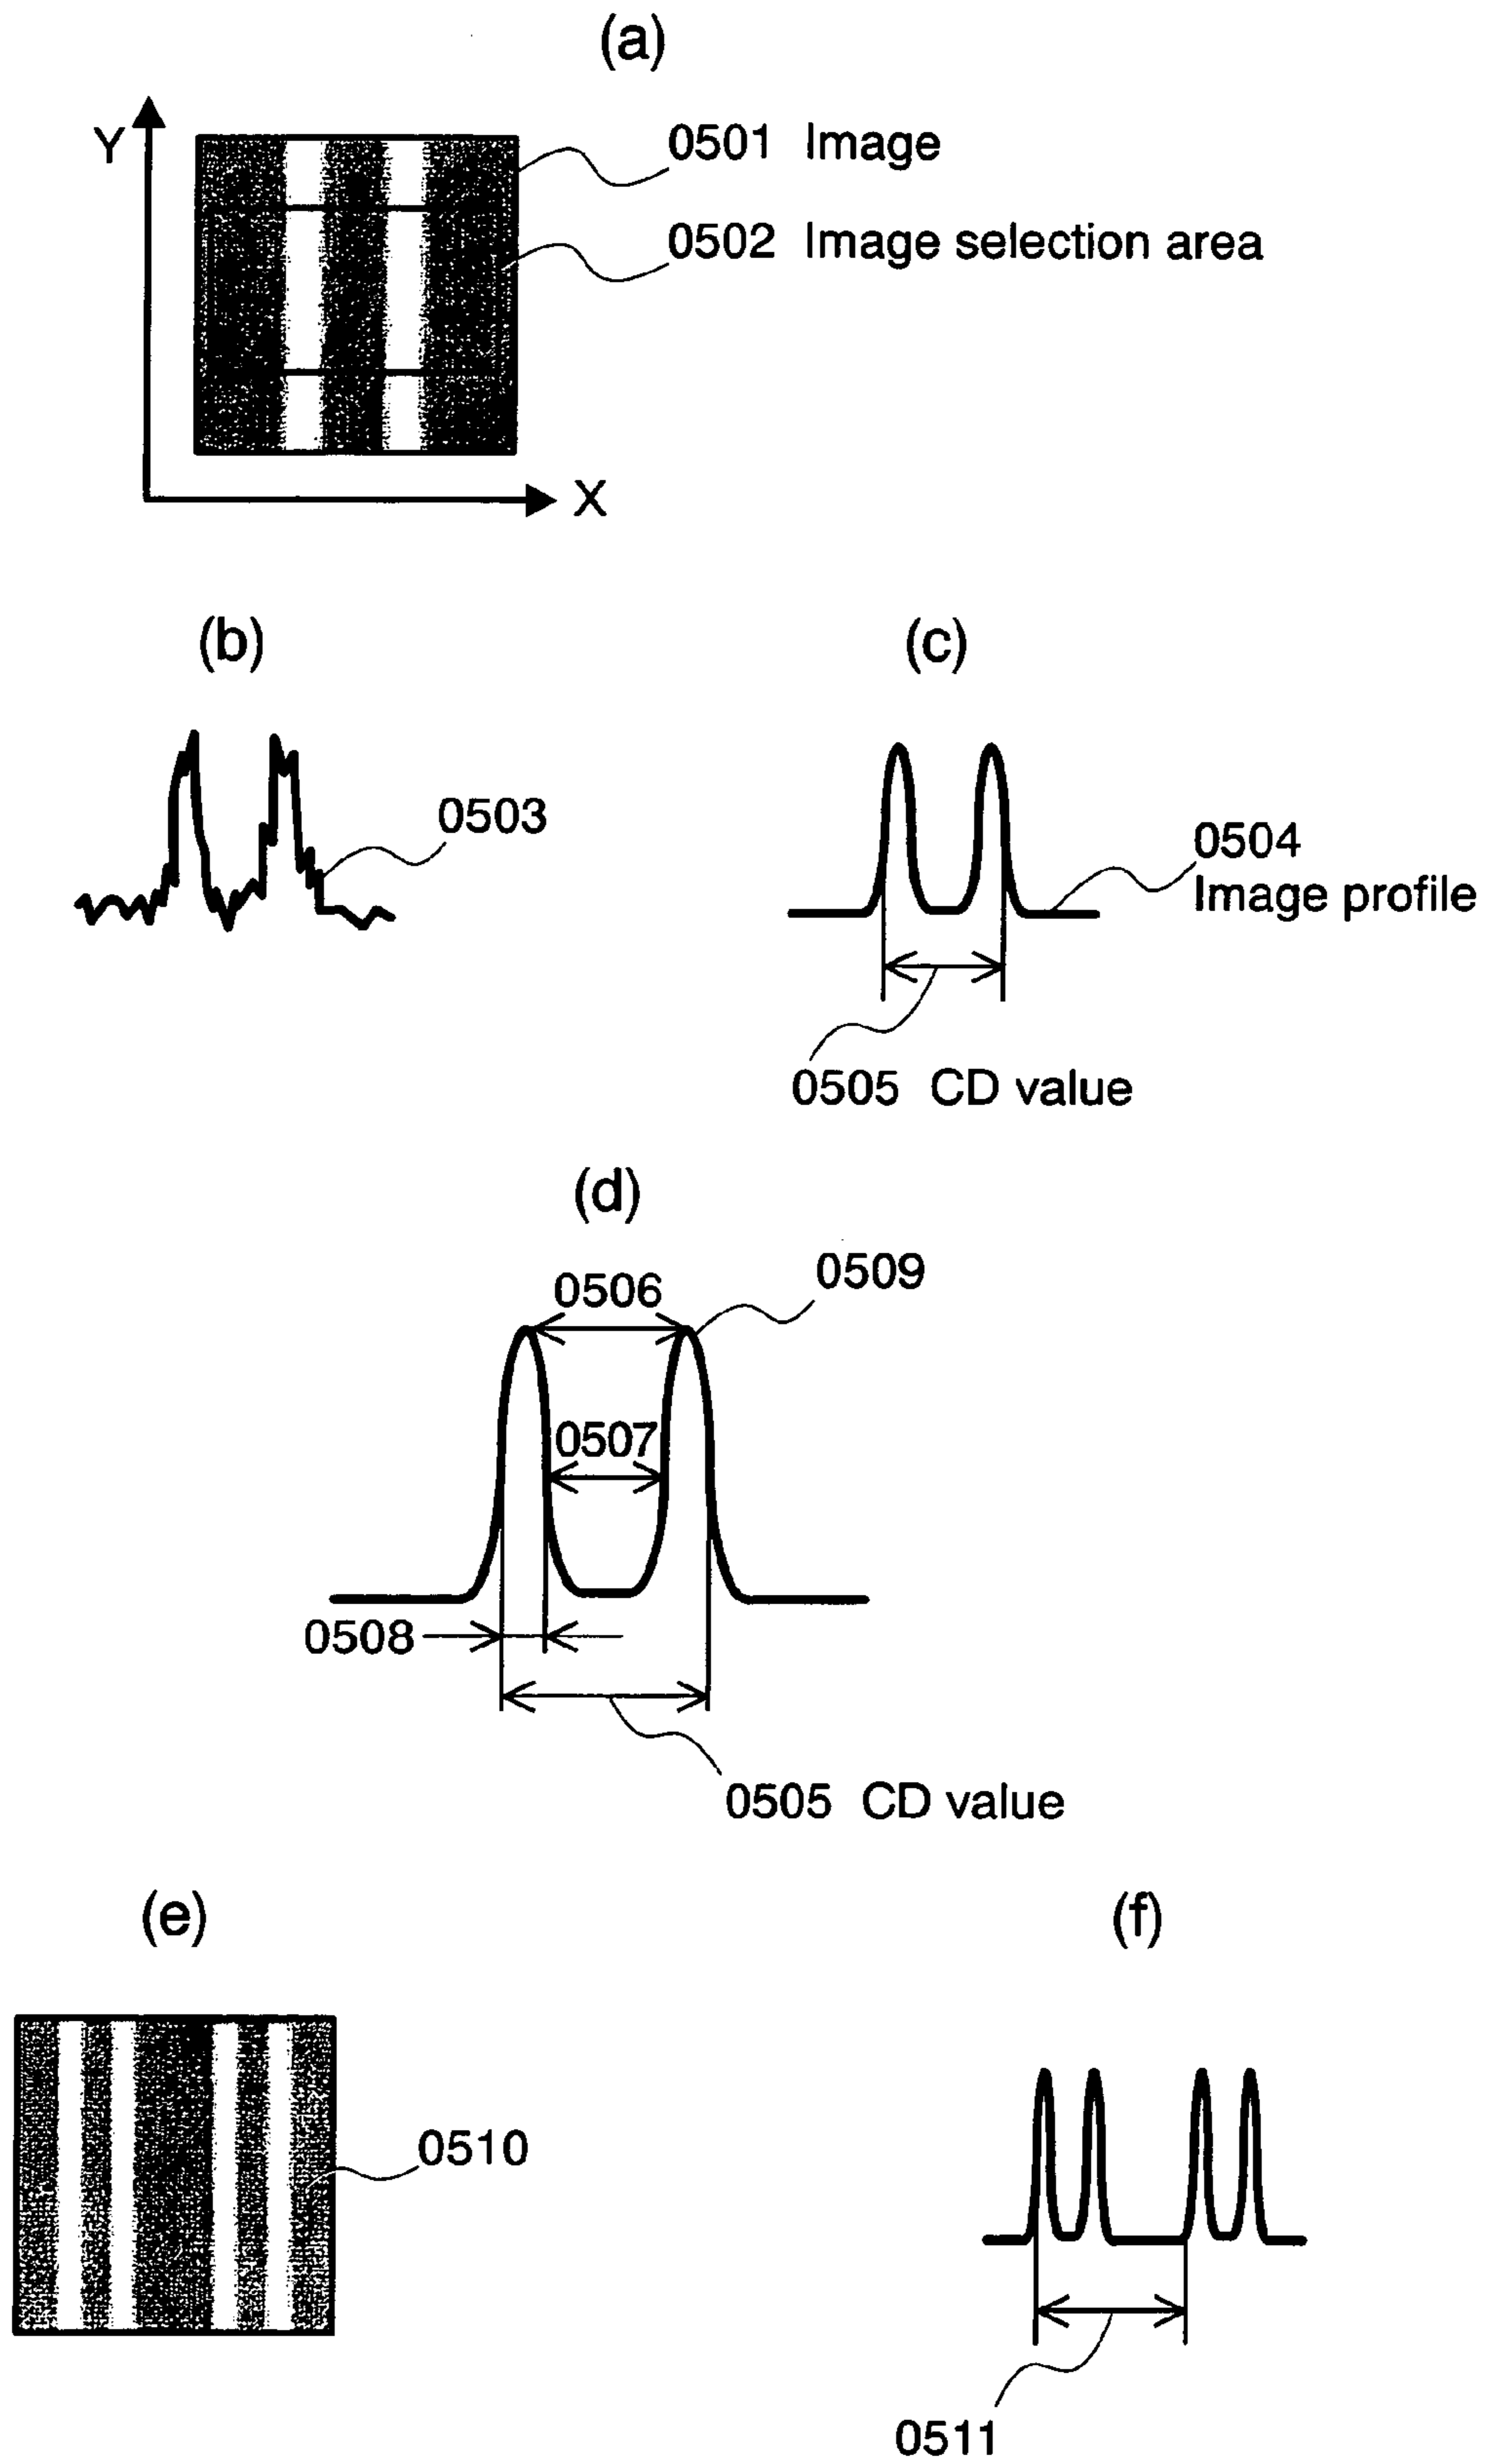 (a)
Y
0501 Image
0502 Image selection area
X
(b)
(c)
0503
0504
Image profile
0505 CD value
(d)
0506
0509
0507
0508
0505 CD value
(e)
(f)
0510
0511